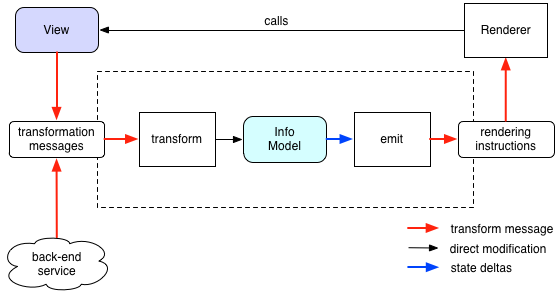 calls
View
Renderer
transformation
messages
transform
Info
Model
emit
rendering
instructions
back-end
service
transform message
direct modification
state deltas